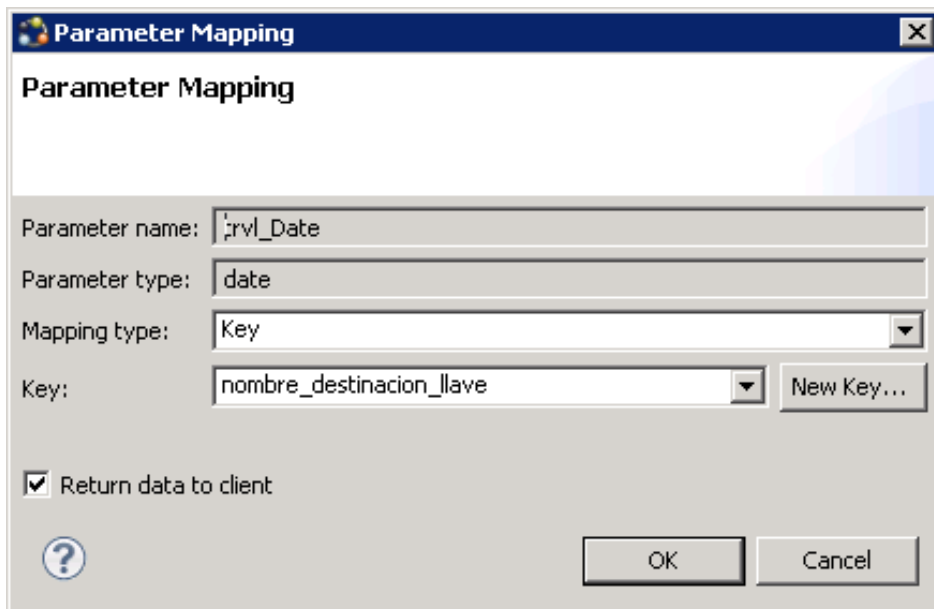 Parameter Mapping
Parameter Mapping
Parameter name: rvl_Date
Parameter type: date
Mapping type: Key
Key: nombre_destinacion_llave New Key...
Return data to client
? OK Cancel